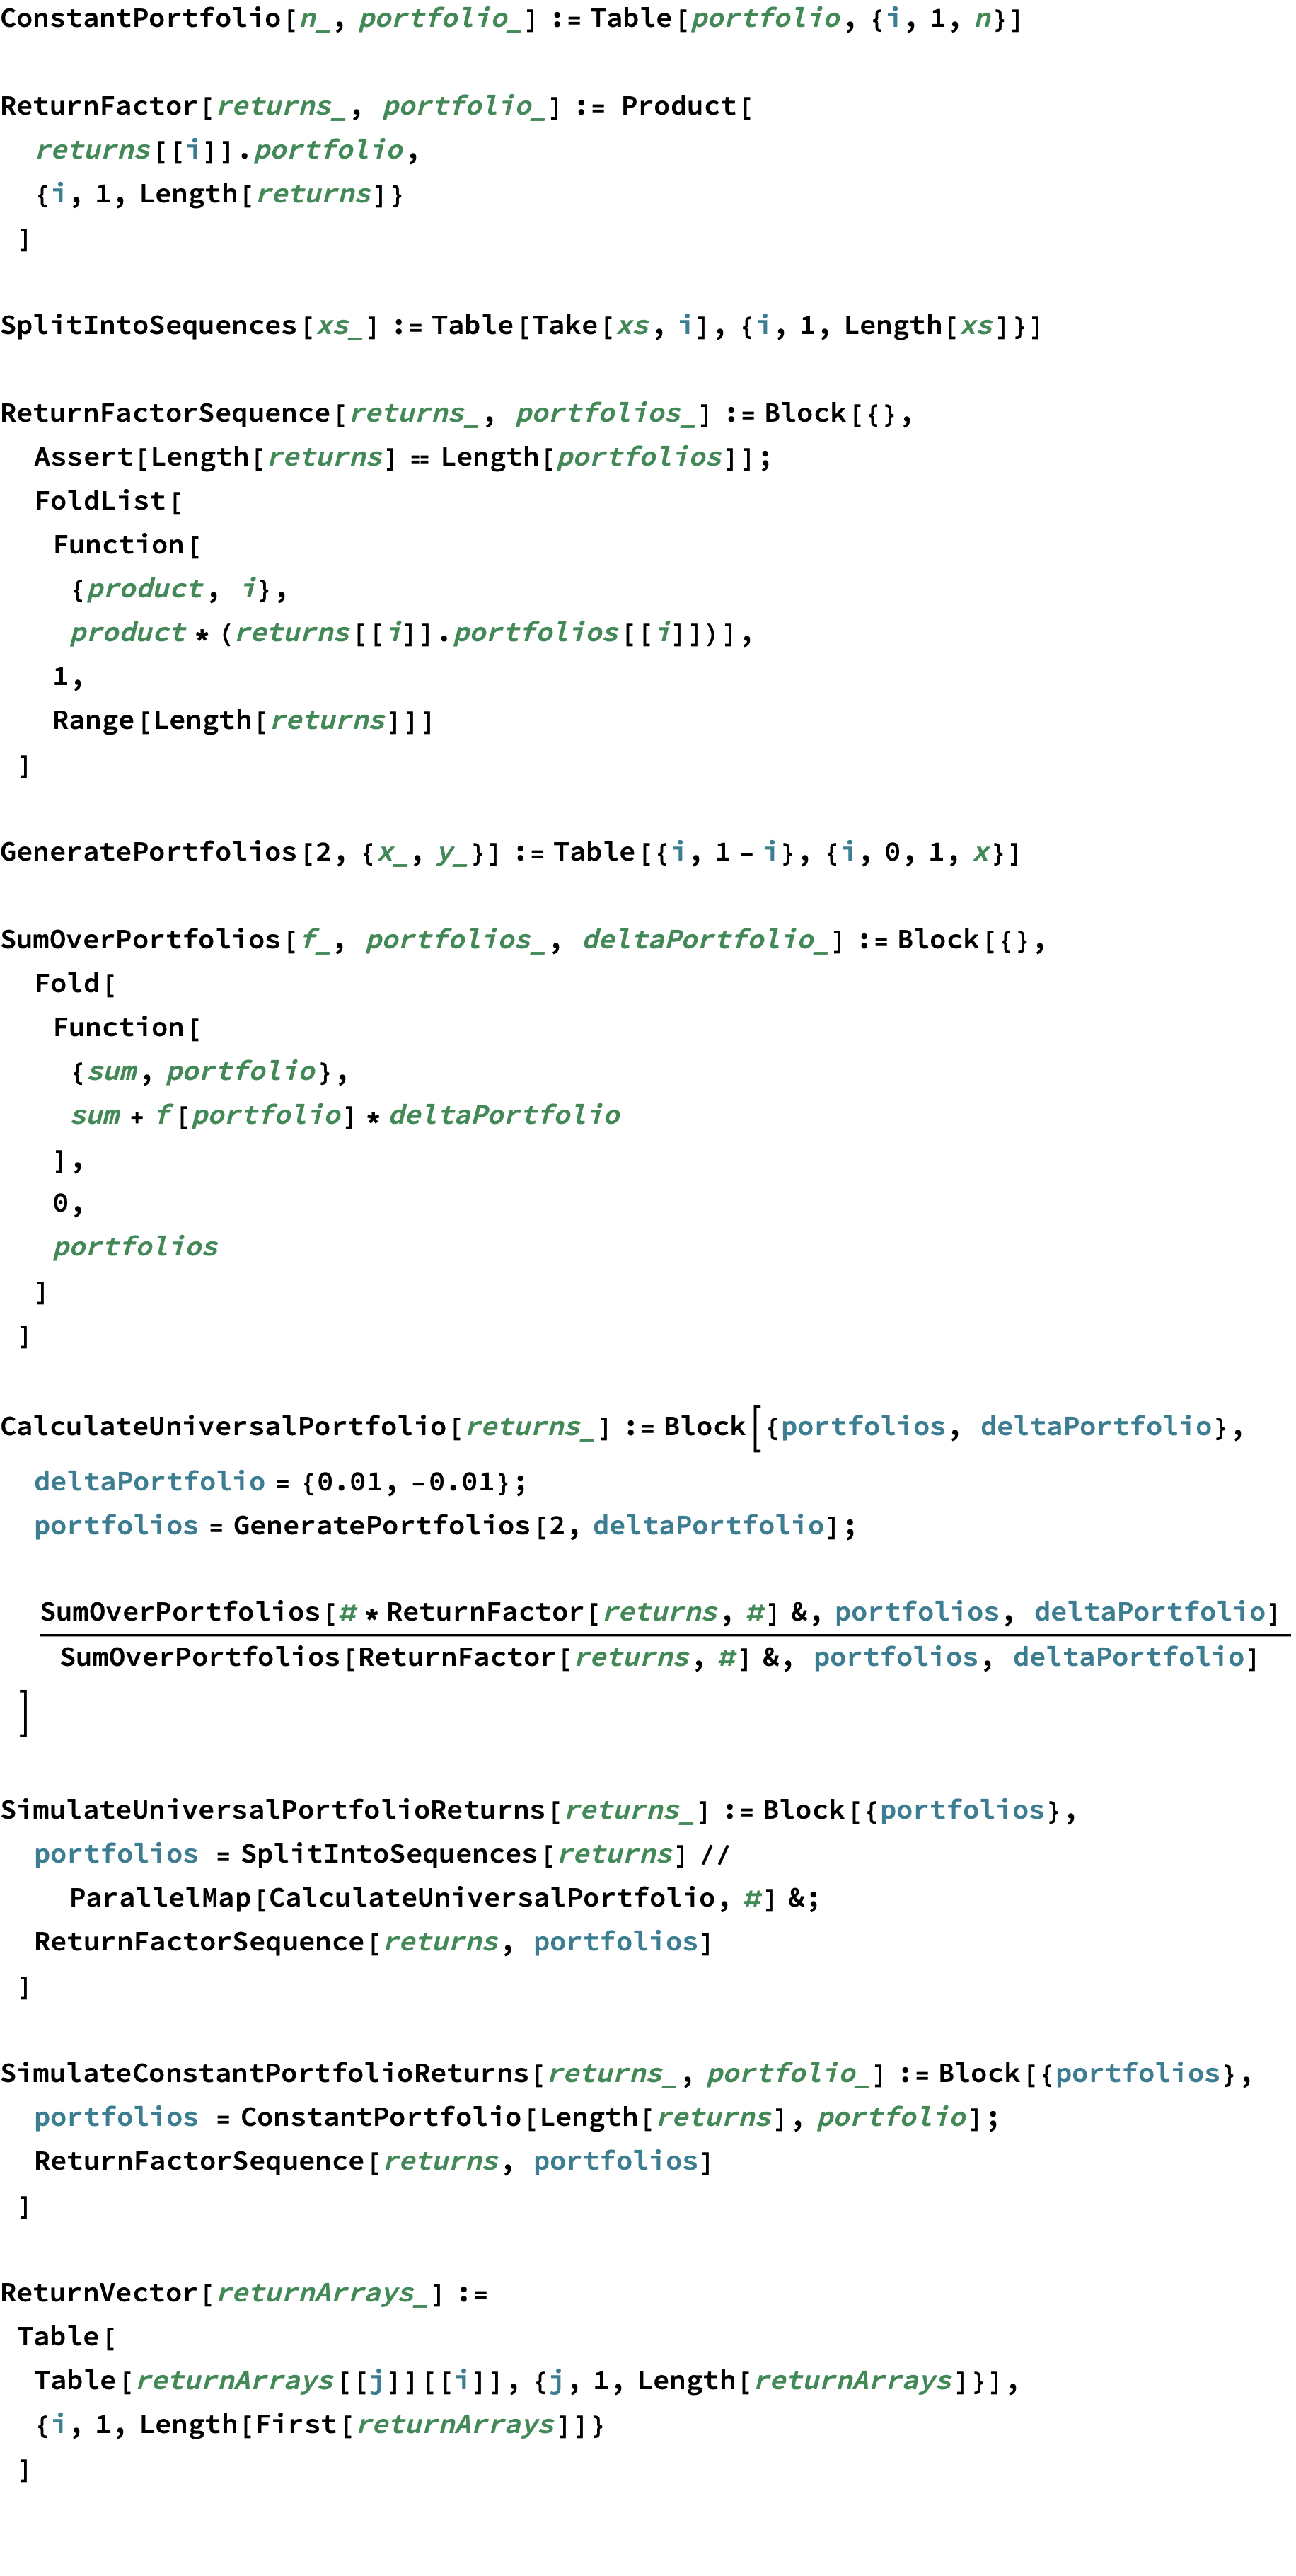 ConstantPortfolio[n_, portfolio_] := Table[portfolio, {i, 1, n}]
ReturnFactor[returns_, portfolio_] := Product[
returns[[i]].portfolio,
{i, 1, Length[returns]}
]
SplitIntoSequences[xs_] := Table[Take[xs, i], {i, 1, Length[xs]}]
ReturnFactorSequence[returns_, portfolios_] := Block[{},
Assert[Length[returns] == Length[portfolios]];
FoldList[
Function[
{product, i},
product * (returns[[i]].portfolios[[i]])],
1,
Range[Length[returns]]]
]
GeneratePortfolios[2, {x_, y_}] := Table[{i, 1 - i}, {i, 0, 1, x}]
SumOverPortfolios[f_, portfolios_, deltaPortfolio_] := Block[{},
Fold[
Function[
{sum, portfolio},
sum + f[portfolio] * deltaPortfolio
],
0,
portfolios
]
]
CalculateUniversalPortfolio[returns_] := Block[{portfolios, deltaPortfolio},
deltaPortfolio = {0.01, -0.01};
portfolios = GeneratePortfolios[2, deltaPortfolio];
SumOverPortfolios[# * ReturnFactor[returns, #] &, portfolios, deltaPortfolio]
SumOverPortfolios[ReturnFactor[returns, #] &, portfolios, deltaPortfolio]
]
SimulateUniversalPortfolioReturns[returns_] := Block[{portfolios},
portfolios = SplitIntoSequences[returns] //
ParallelMap[CalculateUniversalPortfolio, #] &;
ReturnFactorSequence[returns, portfolios]
]
SimulateConstantPortfolioReturns[returns_, portfolio_] := Block[{portfolios},
portfolios = ConstantPortfolio[Length[returns], portfolio];
ReturnFactorSequence[returns, portfolios]
]
ReturnVector[returnArrays_] :=
Table[
Table[returnArrays[[j]][[i]], {j, 1, Length[returnArrays]}],
{i, 1, Length[First[returnArrays]]}
]